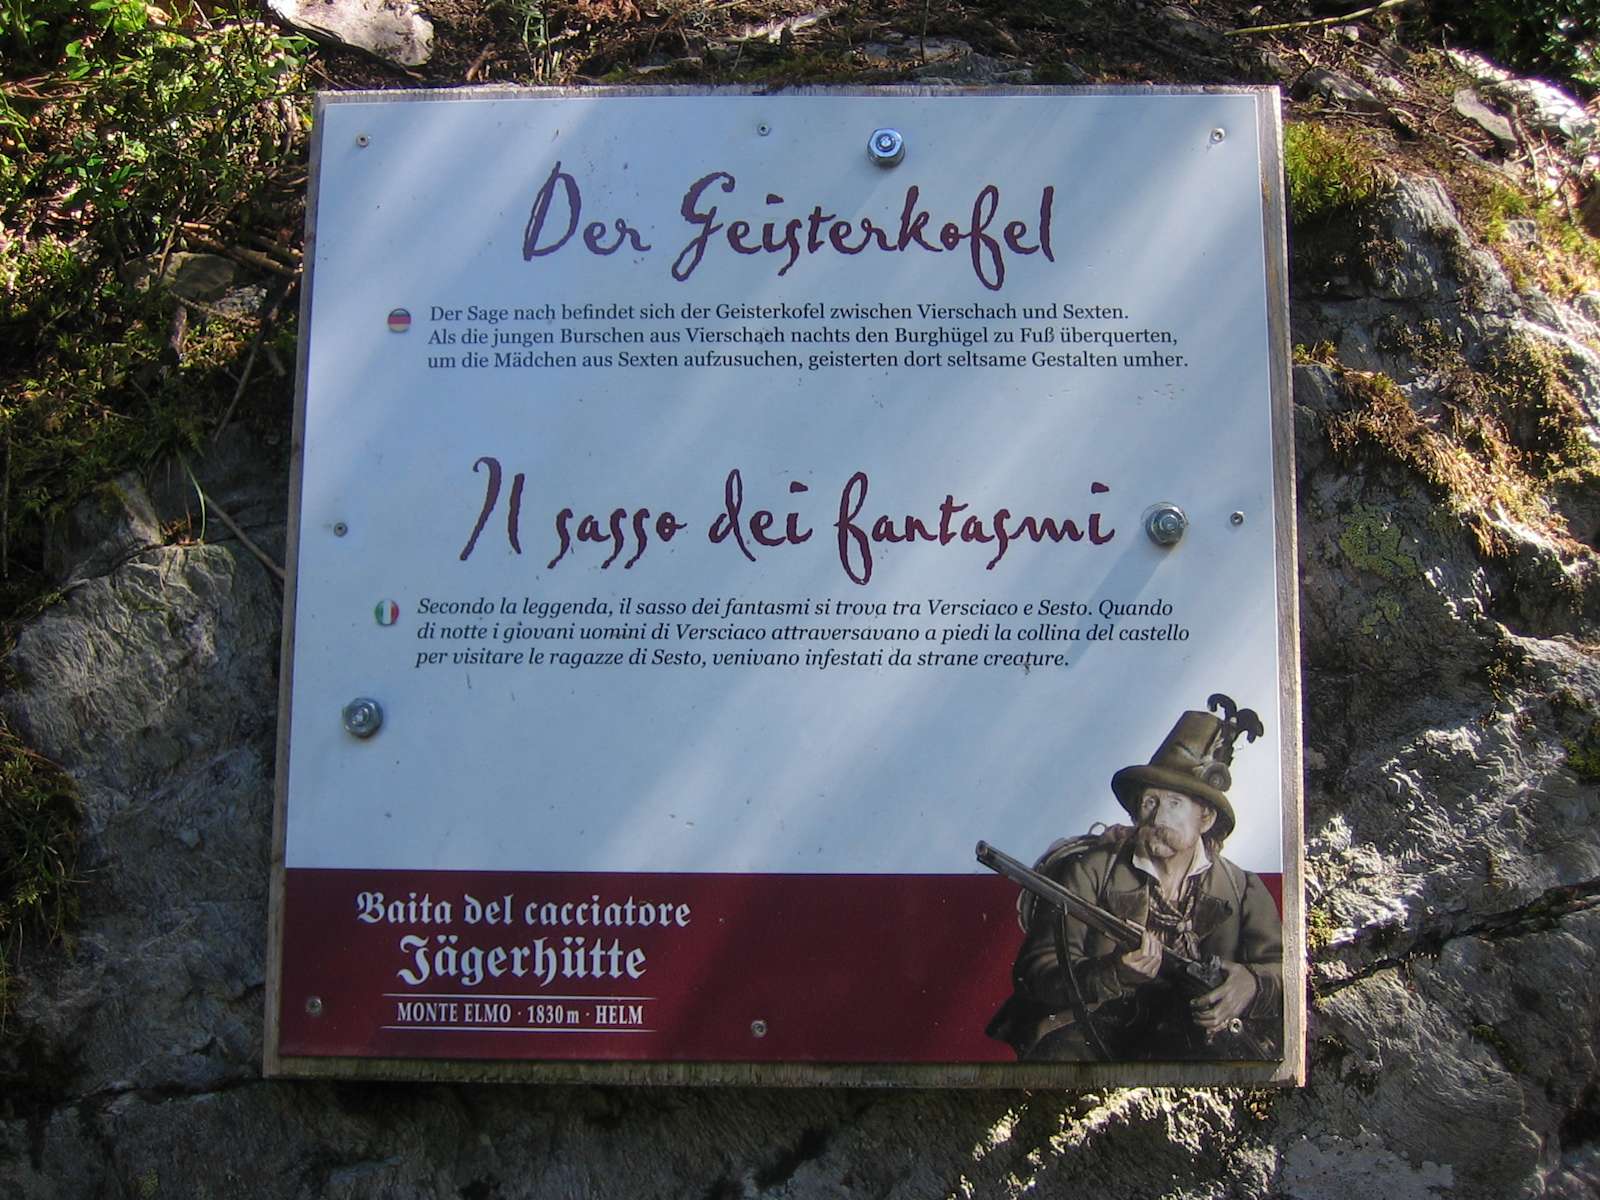 Der Geisterkofel
Der Sage nach befindet sich der Geisterkofel zwischen Vierschach und Sexten.
Als die jungen Burschen aus Vierschach nachts den Burghügel zu Fuß überquerten,
um die Mädchen aus Sexten aufzusuchen, geisterten dort seltsame Gestalten umher.
Il sasso dei fantasmi
Secondo la leggenda, il sasso dei fantasmi si trova tra Versciaco e Sesto. Quando
di notte i giovani uomini di Versciaco attraversavano a piedi la collina del castello
per visitare le ragazze di Sesto, venivano infestati da strane creature.
Baita del cacciatore
Jägerhütte
MONTE ELMO · 1830 m · HELM